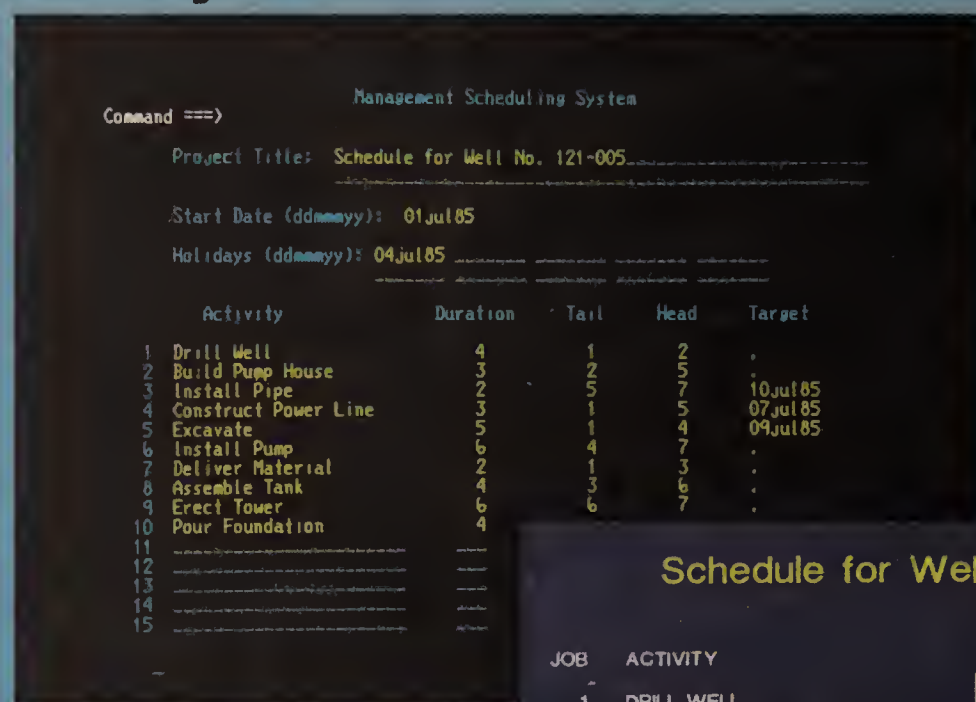 Management Scheduling System
Command ===>
Project Title: Schedule for Well No. 121-005
Start Date (ddmmmyy): 01jul85
Holidays (ddmmmyy): 04jul85
Activity Duration Tail Head Target
1 Drill Well 4 1 2 .
2 Build Pump House 3 2 5 .
3 Install Pipe 2 5 7 10jul85
4 Construct Power Line 3 1 5 07jul85
5 Excavate 5 1 4 09jul85
6 Install Pump 6 4 7 .
7 Deliver Material 2 1 3 .
8 Assemble Tank 4 3 6 .
9 Erect Tower 6 6 7 .
10 Pour Foundation 4
11
12
13
14
15
Schedule for Wel
JOB ACTIVITY
1 DRILL WELL